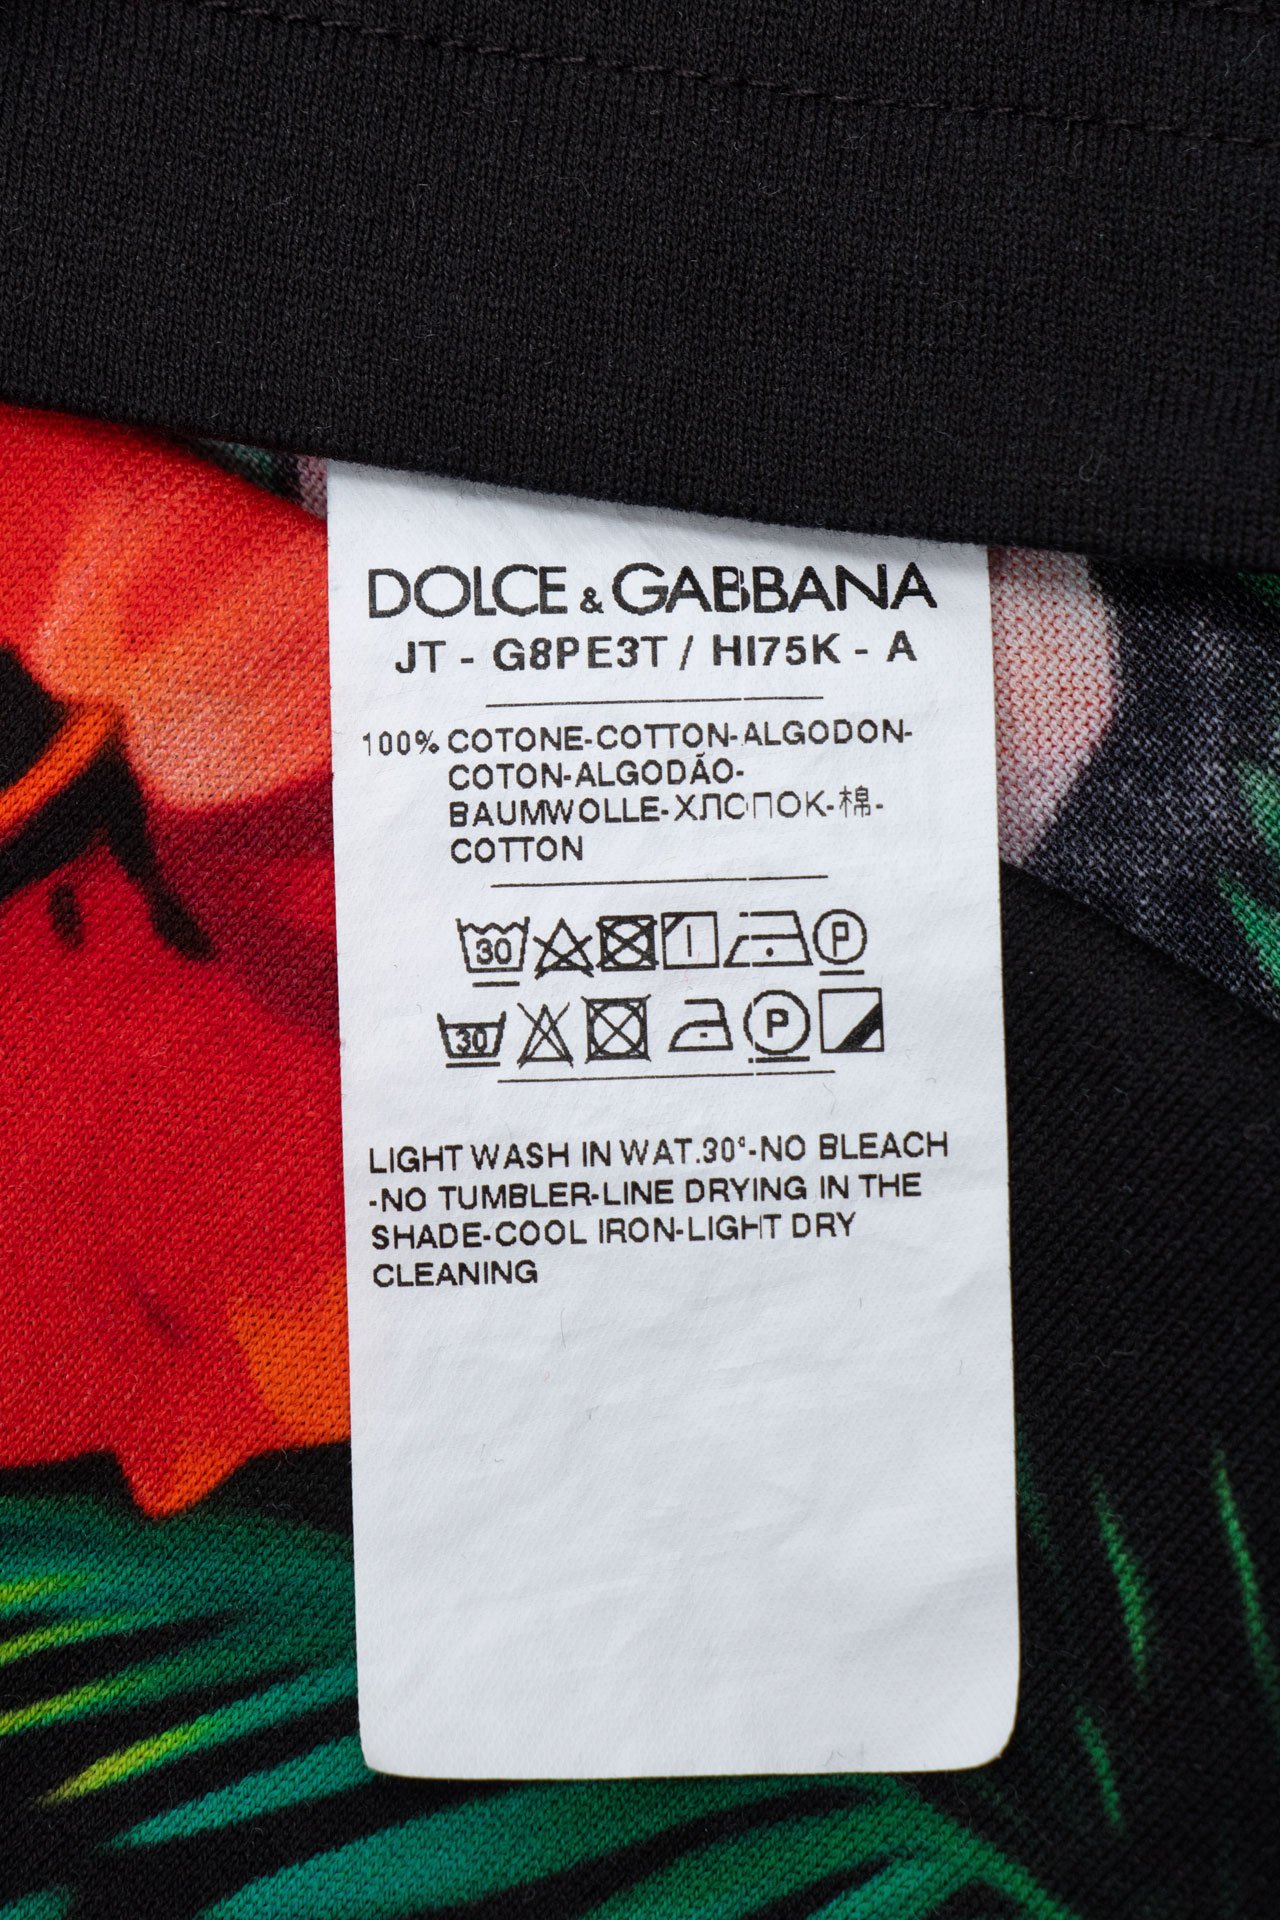 DOLCE & GABBANA
JT - G8PE3T / HI75K - A
100% COTONE-COTTON-ALGODON-
COTON-ALGODÃO-
BAUMWOLLE-ХЛОПОК-棉-
COTTON
30 P
30 P
LIGHT WASH IN WAT.30°-NO BLEACH
-NO TUMBLER-LINE DRYING IN THE
SHADE-COOL IRON-LIGHT DRY
CLEANING